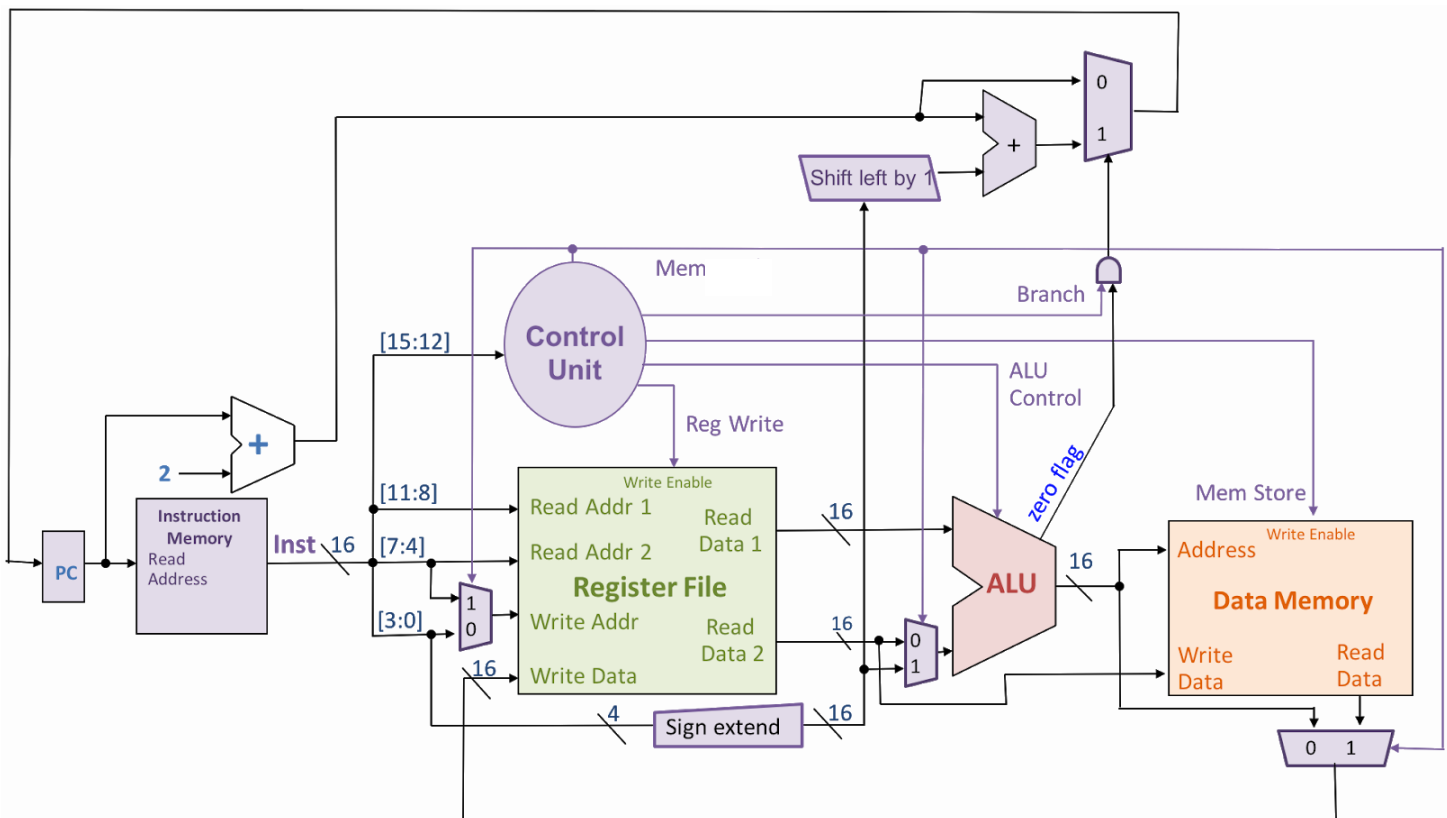 0
1
+
Shift left by 1
Mem
Branch
Control
Unit
[15:12]
ALU
Control
Reg Write
+
2
zero flag
Mem Store
[11:8]
Write Enable
Read Addr 1
Read
Data 1
16
Instruction
Memory
Read
Address
Inst
16
[7:4]
Read Addr 2
PC
Register File
1
0
[3:0]
Write Addr
Read
Data 2
16
0
1
ALU
16
Write Enable
Address
Data Memory
Write
Data
Read
Data
16
Write Data
4
Sign extend
16
0 1